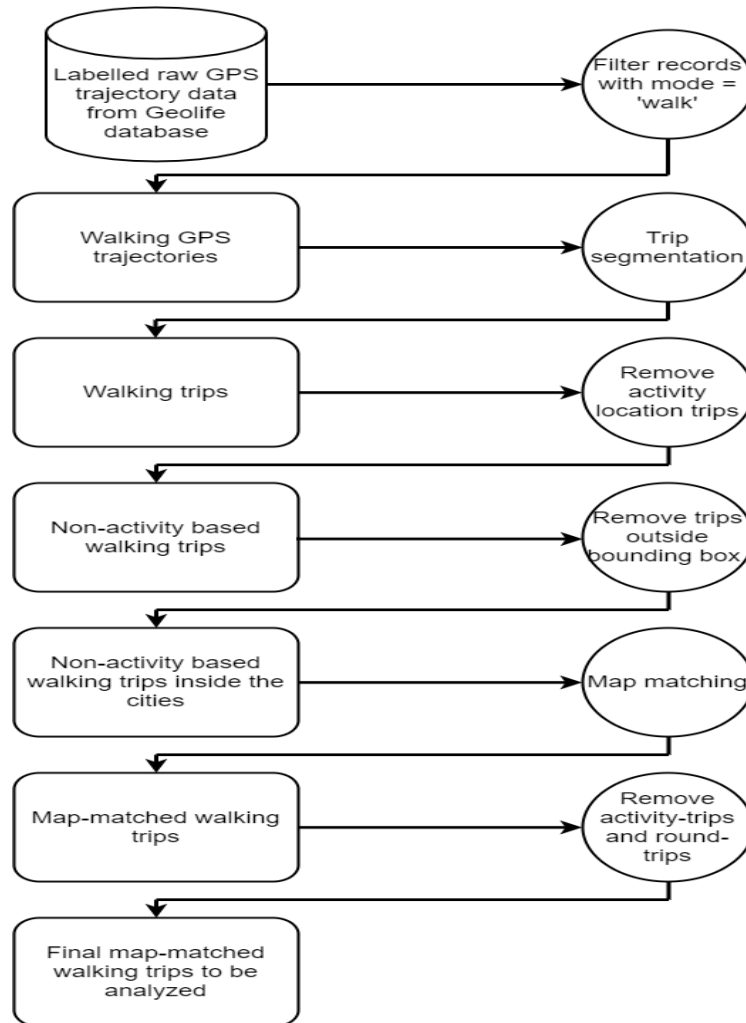 Labelled raw GPS
trajectory data
from Geolife
database
Filter records
with mode =
'walk'
Walking GPS
trajectories
Trip
segmentation
Walking trips
Remove
activity
location trips
Non-activity based
walking trips
Remove trips
outside
bounding box
Non-activity based
walking trips inside the
cities
Map matching
Map-matched walking
trips
Remove
activity-trips
and round-
trips
Final map-matched
walking trips to be
analyzed